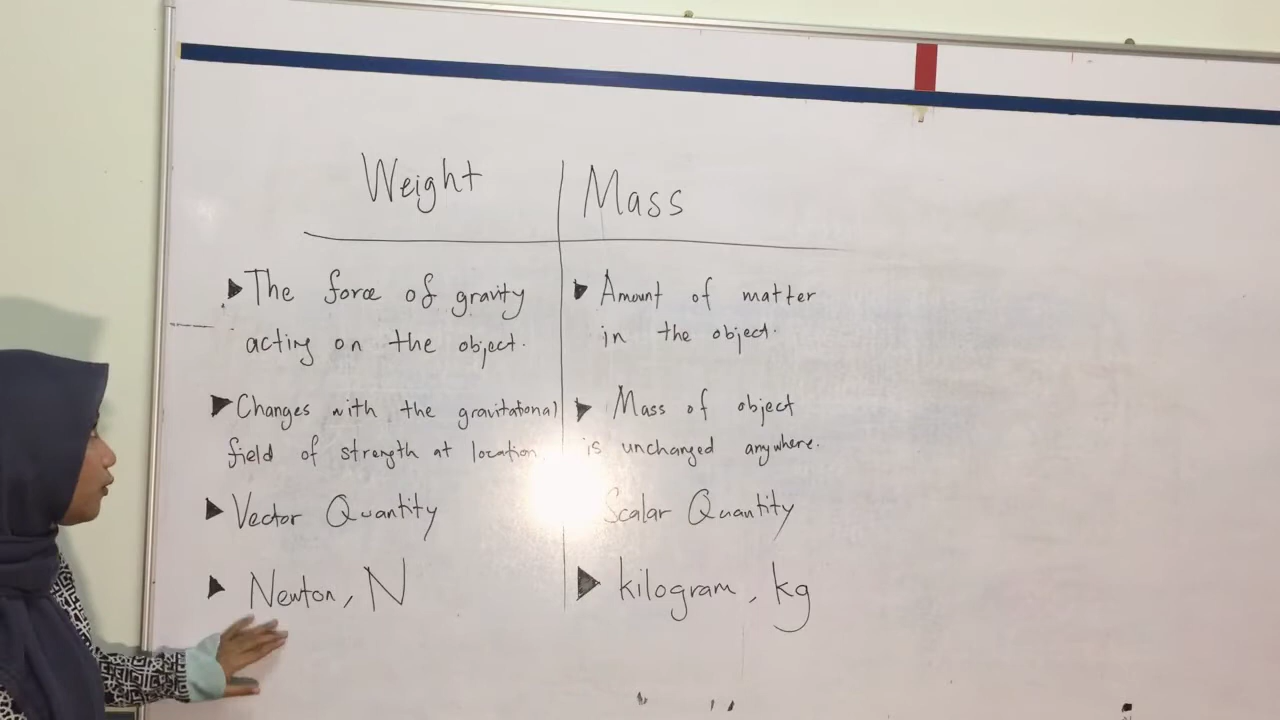 Weight
The force of gravity
acting on the object.
Changes with the gravitational
field of strength at location.
Vector Quantity
Newton, N
Mass
Amount of matter
in the object.
Mass of object
is unchanged anywhere.
Scalar Quantity
kilogram, kg